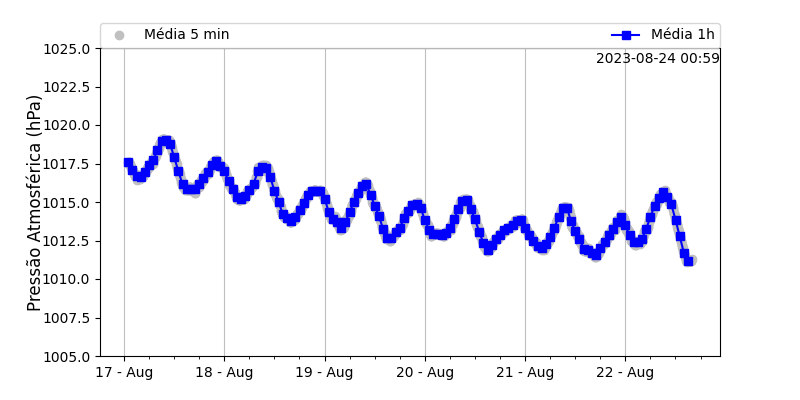 Média 5 min
Média 1h
2023-08-24 00:59
Pressão Atmosférica (hPa)
1025.0
1022.5
1020.0
1017.5
1015.0
1012.5
1010.0
1007.5
1005.0
17 - Aug
18 - Aug
19 - Aug
20 - Aug
21 - Aug
22 - Aug